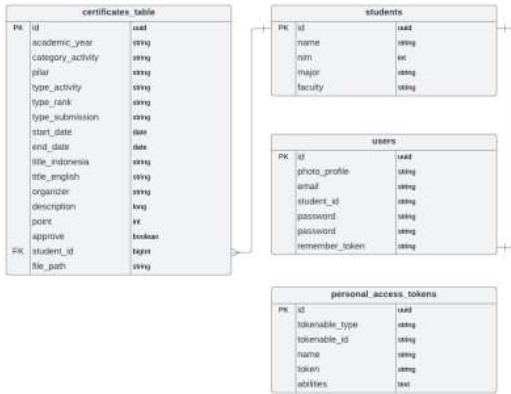 certificates_table
PK id uuid
academic_year string
category_activity string
pilar string
type_activity string
type_rank string
type_submission string
start_date date
end_date date
title_indonesia string
title_english string
organizer string
description long
point int
approve boolean
FK student_id bigint
file_path string
students
PK id uuid
name string
nim int
major string
faculty string
users
PK id uuid
photo_profile string
email string
student_id string
password string
password string
remember_token string
personal_access_tokens
PK id uuid
tokenable_type string
tokenable_id string
name string
token string
abilities text